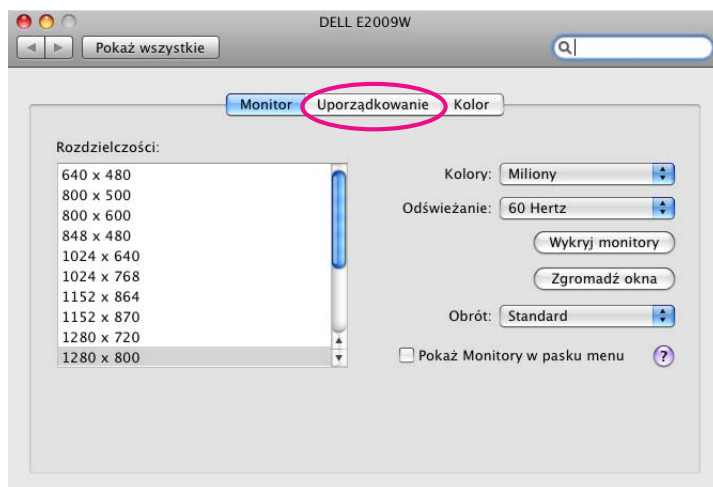 DELL E2009W
Pokaż wszystkie
Monitor Uporządkowanie Kolor
Rozdzielczości:
640 x 480
800 x 500
800 x 600
848 x 480
1024 x 640
1024 x 768
1152 x 864
1152 x 870
1280 x 720
1280 x 800
Kolory: Miliony
Odświeżanie: 60 Hertz
Wykryj monitory
Zgromadź okna
Obrót: Standard
Pokaż Monitory w pasku menu ?